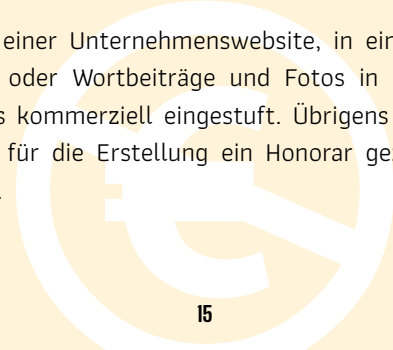 einer Unternehmenswebsite, in ein
oder Wortbeiträge und Fotos in
s kommerziell eingestuft. Übrigens
für die Erstellung ein Honorar ge
.
15